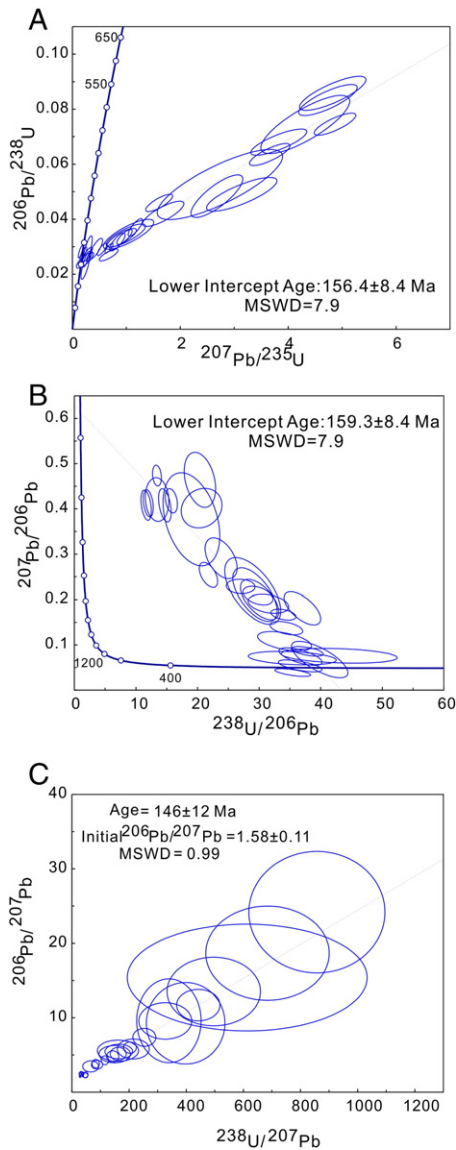 A
0.10
0.08
0.06
0.04
0.02
650
550
206Pb/238U
Lower Intercept Age:156.4±8.4 Ma
MSWD=7.9
0
2
4
6
207Pb/235U
B
0.6
0.5
0.4
0.3
0.2
0.1
207Pb/206Pb
Lower Intercept Age:159.3±8.4 Ma
MSWD=7.9
1200
400
0
10
20
30
40
50
60
238U/206Pb
C
40
30
20
10
0
206Pb/207Pb
Age= 146±12 Ma
Initial206Pb/207Pb =1.58±0.11
MSWD = 0.99
0
200
400
600
800
1000
1200
238U/207Pb